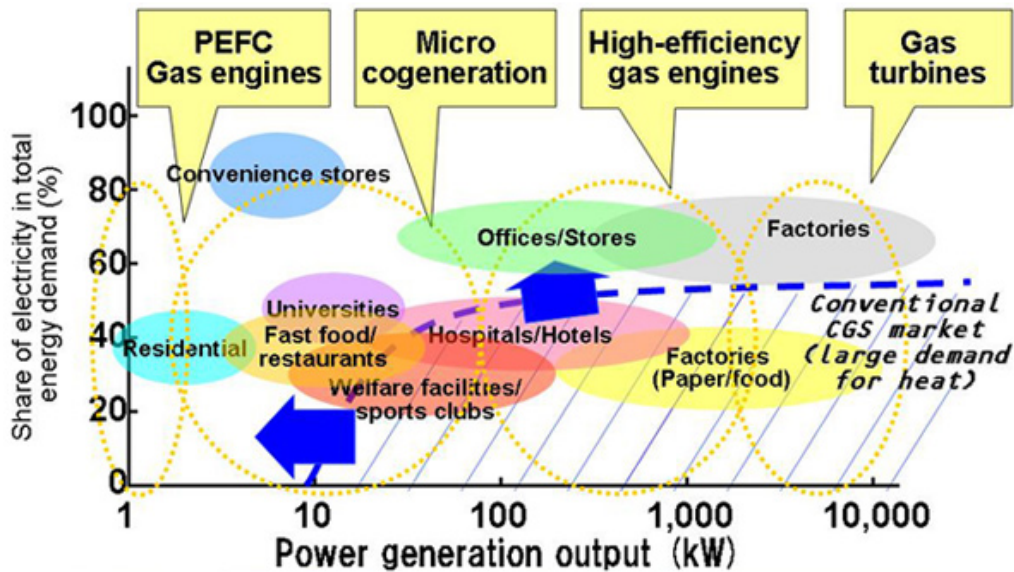 PEFC
Gas engines
Micro
cogeneration
High-efficiency
gas engines
Gas
turbines
Share of electricity in total
energy demand (%)
100
80
60
40
20
0
Convenience stores
Offices/Stores
Factories
Universities
Residential
Fast food/
restaurants
Hospitals/Hotels
Welfare facilities/
sports clubs
Factories
(Paper/food)
Conventional
CGS market
(large demand
for heat)
1
10
100
1,000
10,000
Power generation output (kW)